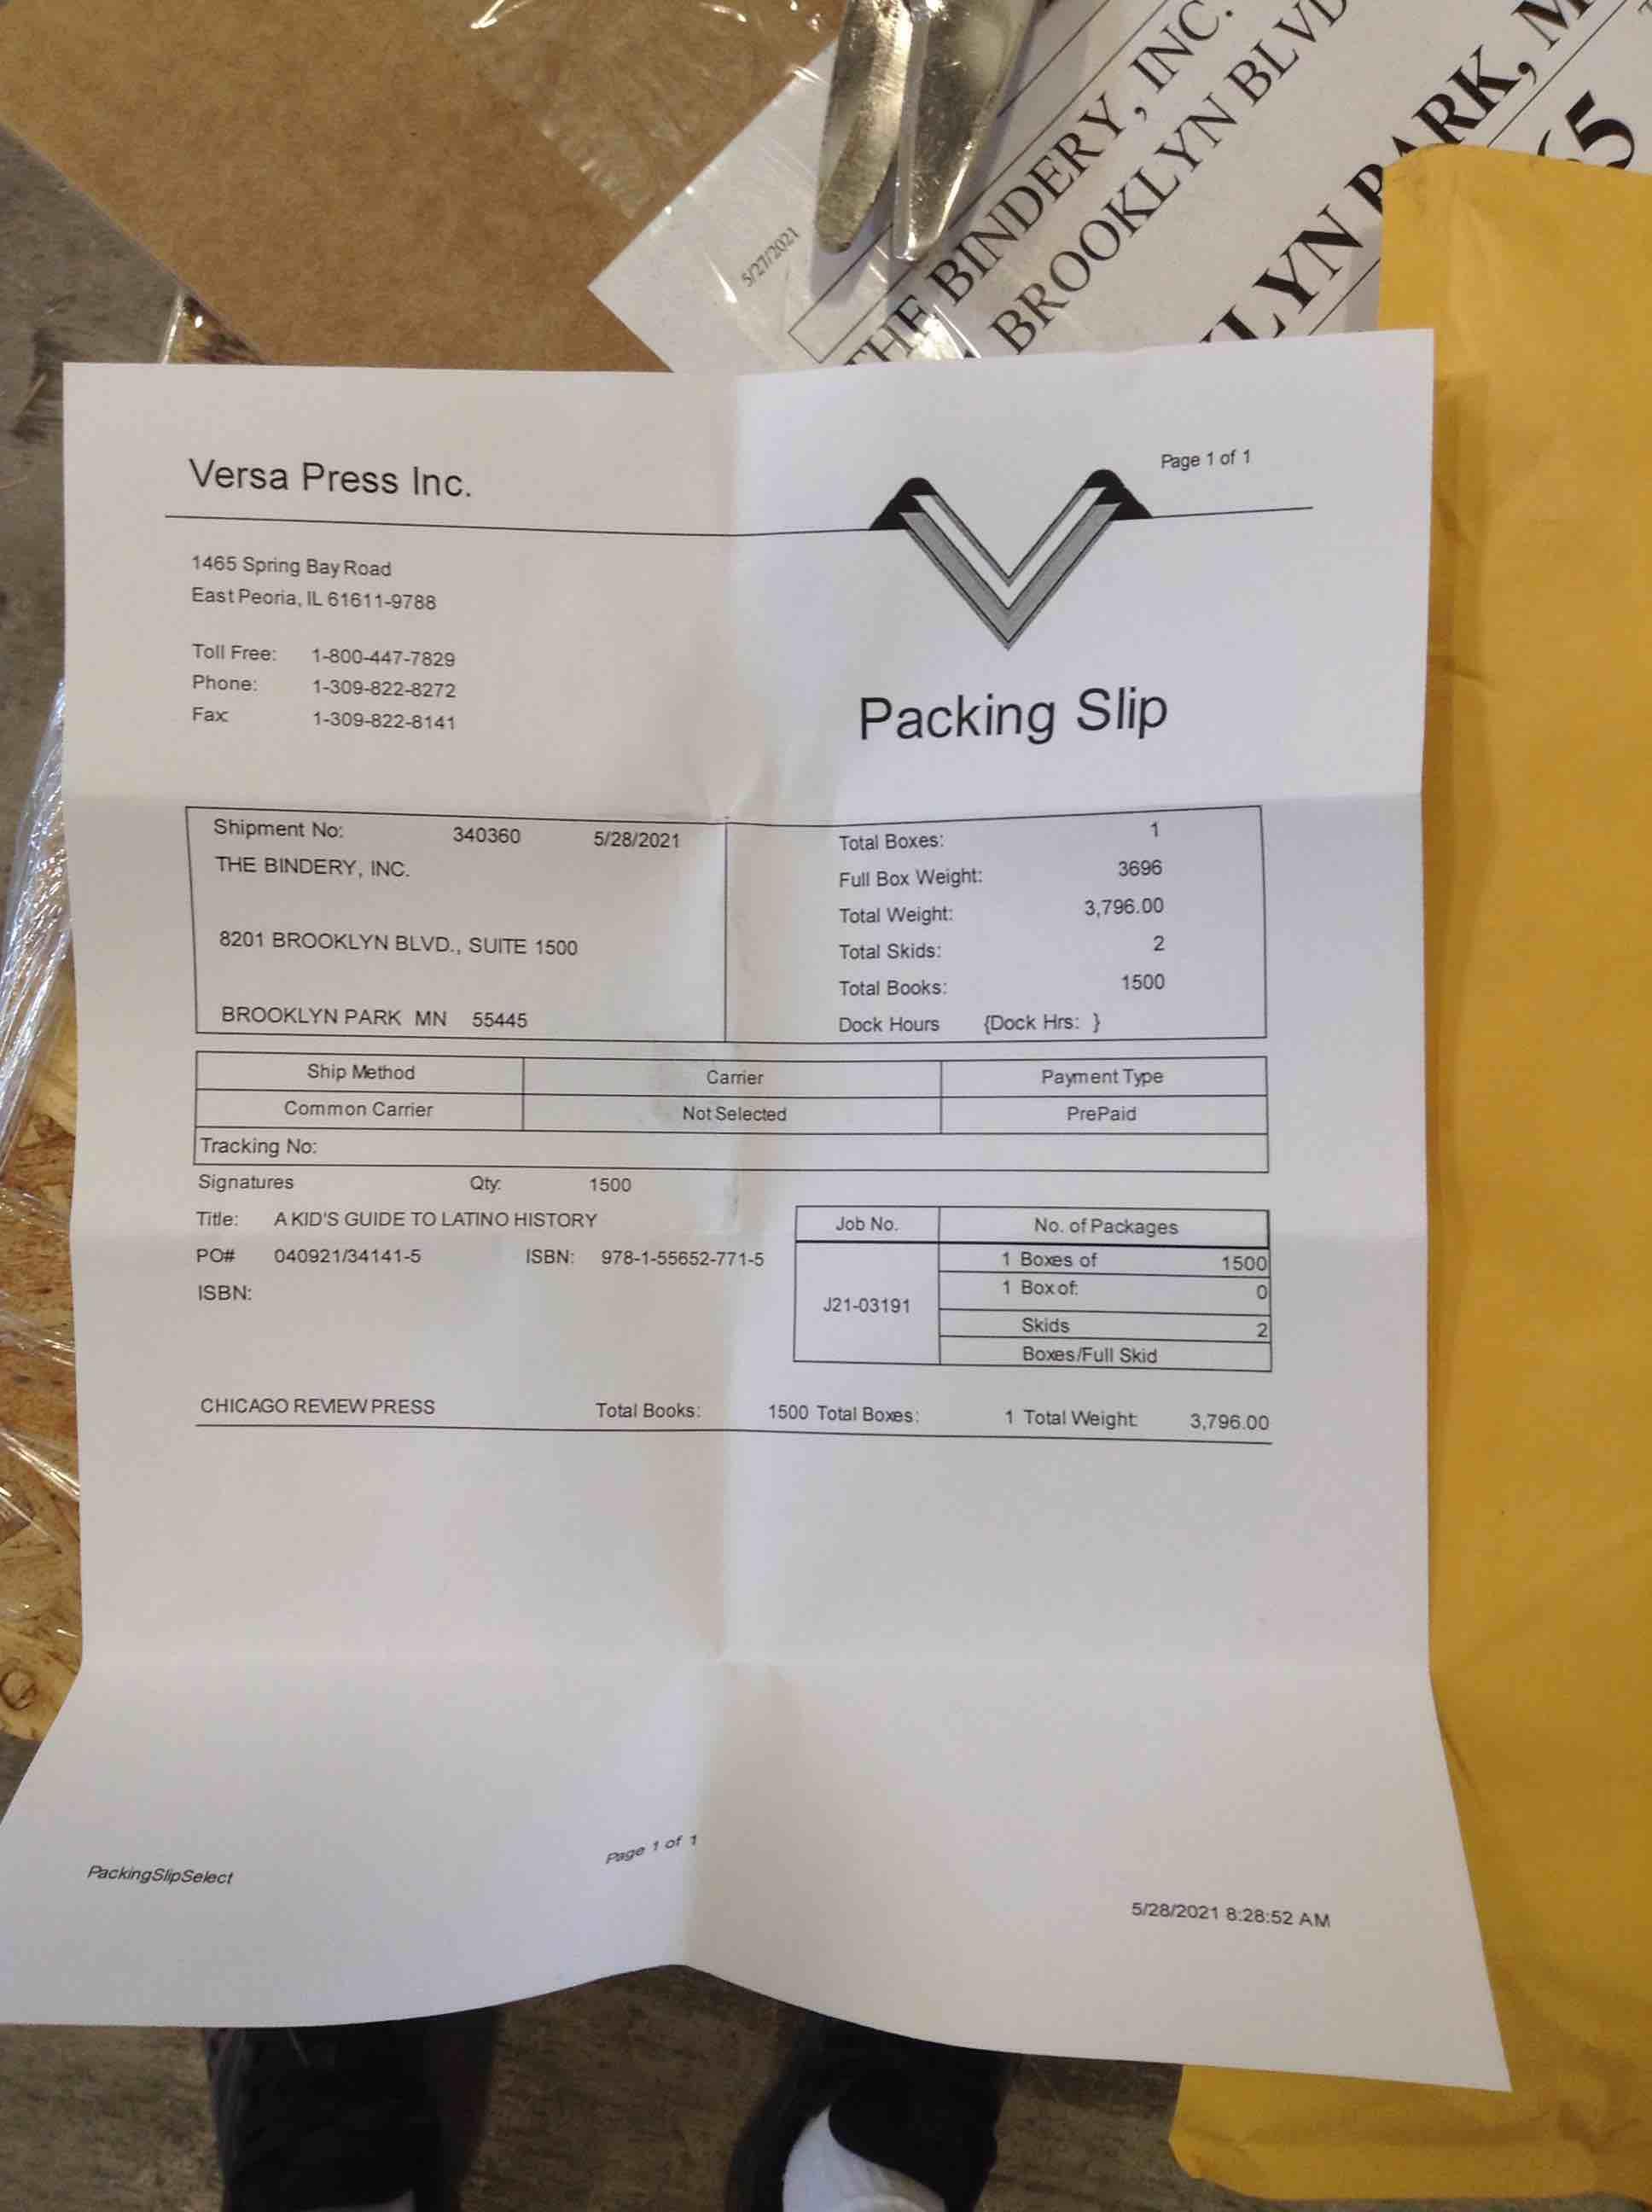 5/27/2021
THE BINDERY, INC.
BROOKLYN BLVD
LYN PARK, M
5
Versa Press Inc.
Page 1 of 1
1465 Spring Bay Road
East Peoria, IL 61611-9788
Toll Free: 1-800-447-7829
Phone: 1-309-822-8272
Fax: 1-309-822-8141
Packing Slip
Shipment No: 340360 5/28/2021
THE BINDERY, INC.
8201 BROOKLYN BLVD., SUITE 1500
BROOKLYN PARK MN 55445
Total Boxes: 1
Full Box Weight: 3696
Total Weight: 3,796.00
Total Skids: 2
Total Books: 1500
Dock Hours {Dock Hrs: }
Ship Method Carrier Payment Type
Common Carrier Not Selected PrePaid
Tracking No:
Signatures Qty: 1500
Title: A KID'S GUIDE TO LATINO HISTORY
PO# 040921/34141-5 ISBN: 978-1-55652-771-5
ISBN:
Job No. No. of Packages
J21-03191
1 Boxes of 1500
1 Box of: 0
Skids 2
Boxes/Full Skid
CHICAGO REVIEW PRESS Total Books: 1500 Total Boxes: 1 Total Weight: 3,796.00
Page 1 of 1
PackingSlipSelect
5/28/2021 8:28:52 AM